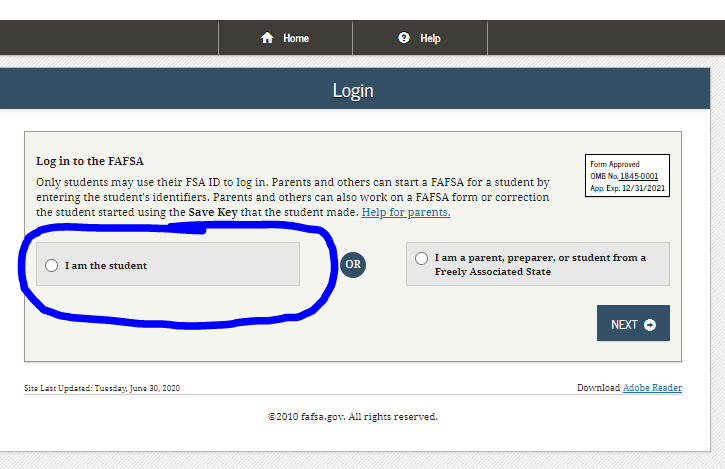 Home
Help
Login
Log in to the FAFSA
Only students may use their FSA ID to log in. Parents and others can start a FAFSA for a student by
entering the student's identifiers. Parents and others can also work on a FAFSA form or correction
the student started using the Save Key that the student made. Help for parents.
Form Approved
OMB No. 1845-0001
App. Exp. 12/31/2021
I am the student
OR
I am a parent, preparer, or student from a
Freely Associated State
NEXT
Site Last Updated: Tuesday, June 30, 2020
Download Adobe Reader
©2010 fafsa.gov. All rights reserved.